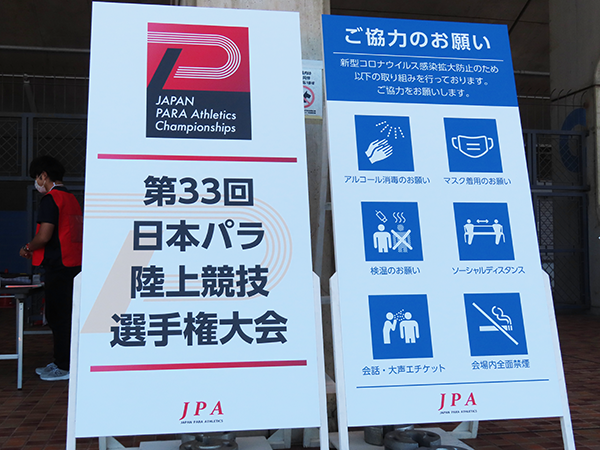 JAPAN
PARA Athletics
Championships
第33回
日本パラ
陸上競技
選手権大会
JPA
JAPAN PARA ATHLETICS
ご協力のお願い
新型コロナウイルス感染拡大防止のため
以下の取り組みを行っております。
ご協力をお願いします。
アルコール消毒のお願い
マスク着用のお願い
検温のお願い
ソーシャルディスタンス
会話・大声エチケット
会場内全面禁煙
JPA
JAPAN PARA ATHLETICS